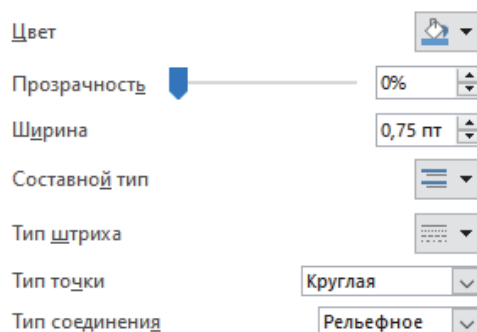 Цвет
Прозрачность 0%
Ширина 0,75 пт
Составной тип
Тип штриха
Тип точки Круглая
Тип соединения Рельефное